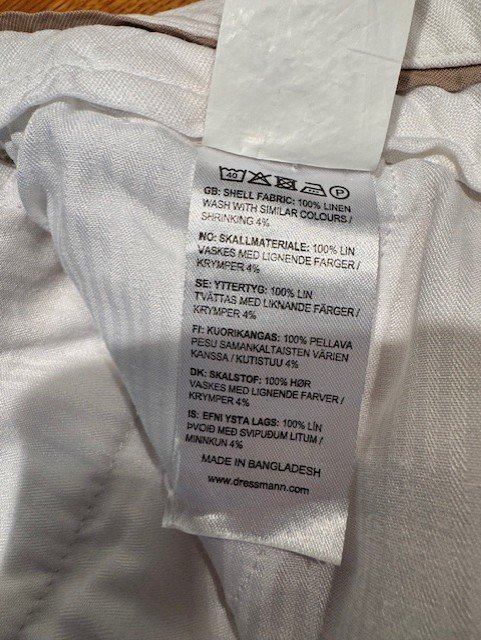 40 P
GB: SHELL FABRIC: 100% LINEN
WASH WITH SIMILAR COLOURS /
SHRINKING 4%
NO: SKALLMATERIALE: 100% LIN
VASKES MED LIGNENDE FARGER /
KRYMPER 4%
SE: YTTERTYG: 100% LIN
TVÄTTAS MED LIKNANDE FÄRGER /
KRYMPER 4%
FI: KUORIKANGAS: 100% PELLAVA
PESU SAMANKALTAISTEN VÄRIEN
KANSSA / KUTISTUU 4%
DK: SKALSTOF: 100% HØR
VASKES MED LIGNENDE FARVER /
KRYMPER 4%
IS: EFNI YSTA LAGS: 100% LÍN
ÞVOIÐ MEÐ SVIPUÐUM LITUM /
MINNKUN 4%
MADE IN BANGLADESH
www.dressmann.com